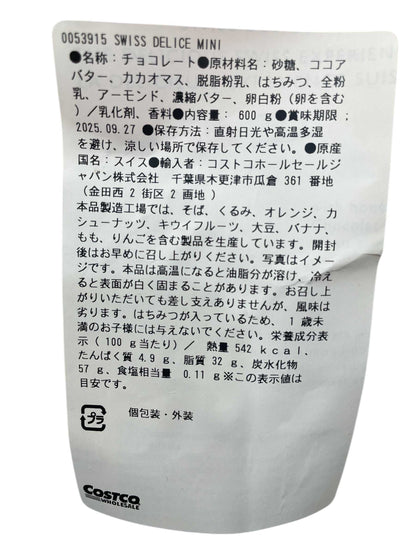 0053915 SWISS DELICE MINI
●名称；チョコレート●原材料名；砂糖、ココア
バター、カカオマス、脱脂粉乳、はちみつ、全粉
乳、アーモンド、濃縮バター、卵白粉（卵を含む）
／乳化剤、香料●内容量；600 g●賞味期限；
2025.09.27 ●保存方法；直射日光や高温多湿
を避け、涼しい場所で保存してください。●原産
国名；スイス●輸入者；コストコホールセールジ
ャパン株式会社　千葉県木更津市瓜倉 361 番地
（金田西 2 街区 2 画地）
本品製造工場では、そば、くるみ、オレンジ、カ
シューナッツ、キウイフルーツ、大豆、バナナ、
もも、りんごを含む製品を生産しています。開封
後はお早めに召し上がりください。写真はイメー
ジです。本品は高温になると油脂分が溶け、冷え
ると表面が白く固まることがあります。お召し上
がりいただいても差し支えありませんが、風味は
劣ります。はちみつが入っているため、1 歳未
満のお子様には与えないでください。栄養成分表
示（100 g当たり）／ 熱量 542 kcal、
たんぱく質 4.9 g、脂質 32 g、炭水化物
57 g、食塩相当量 0.11 g※この表示値は
目安です。
プラ
個包装・外装
COSTCO
WHOLESALE